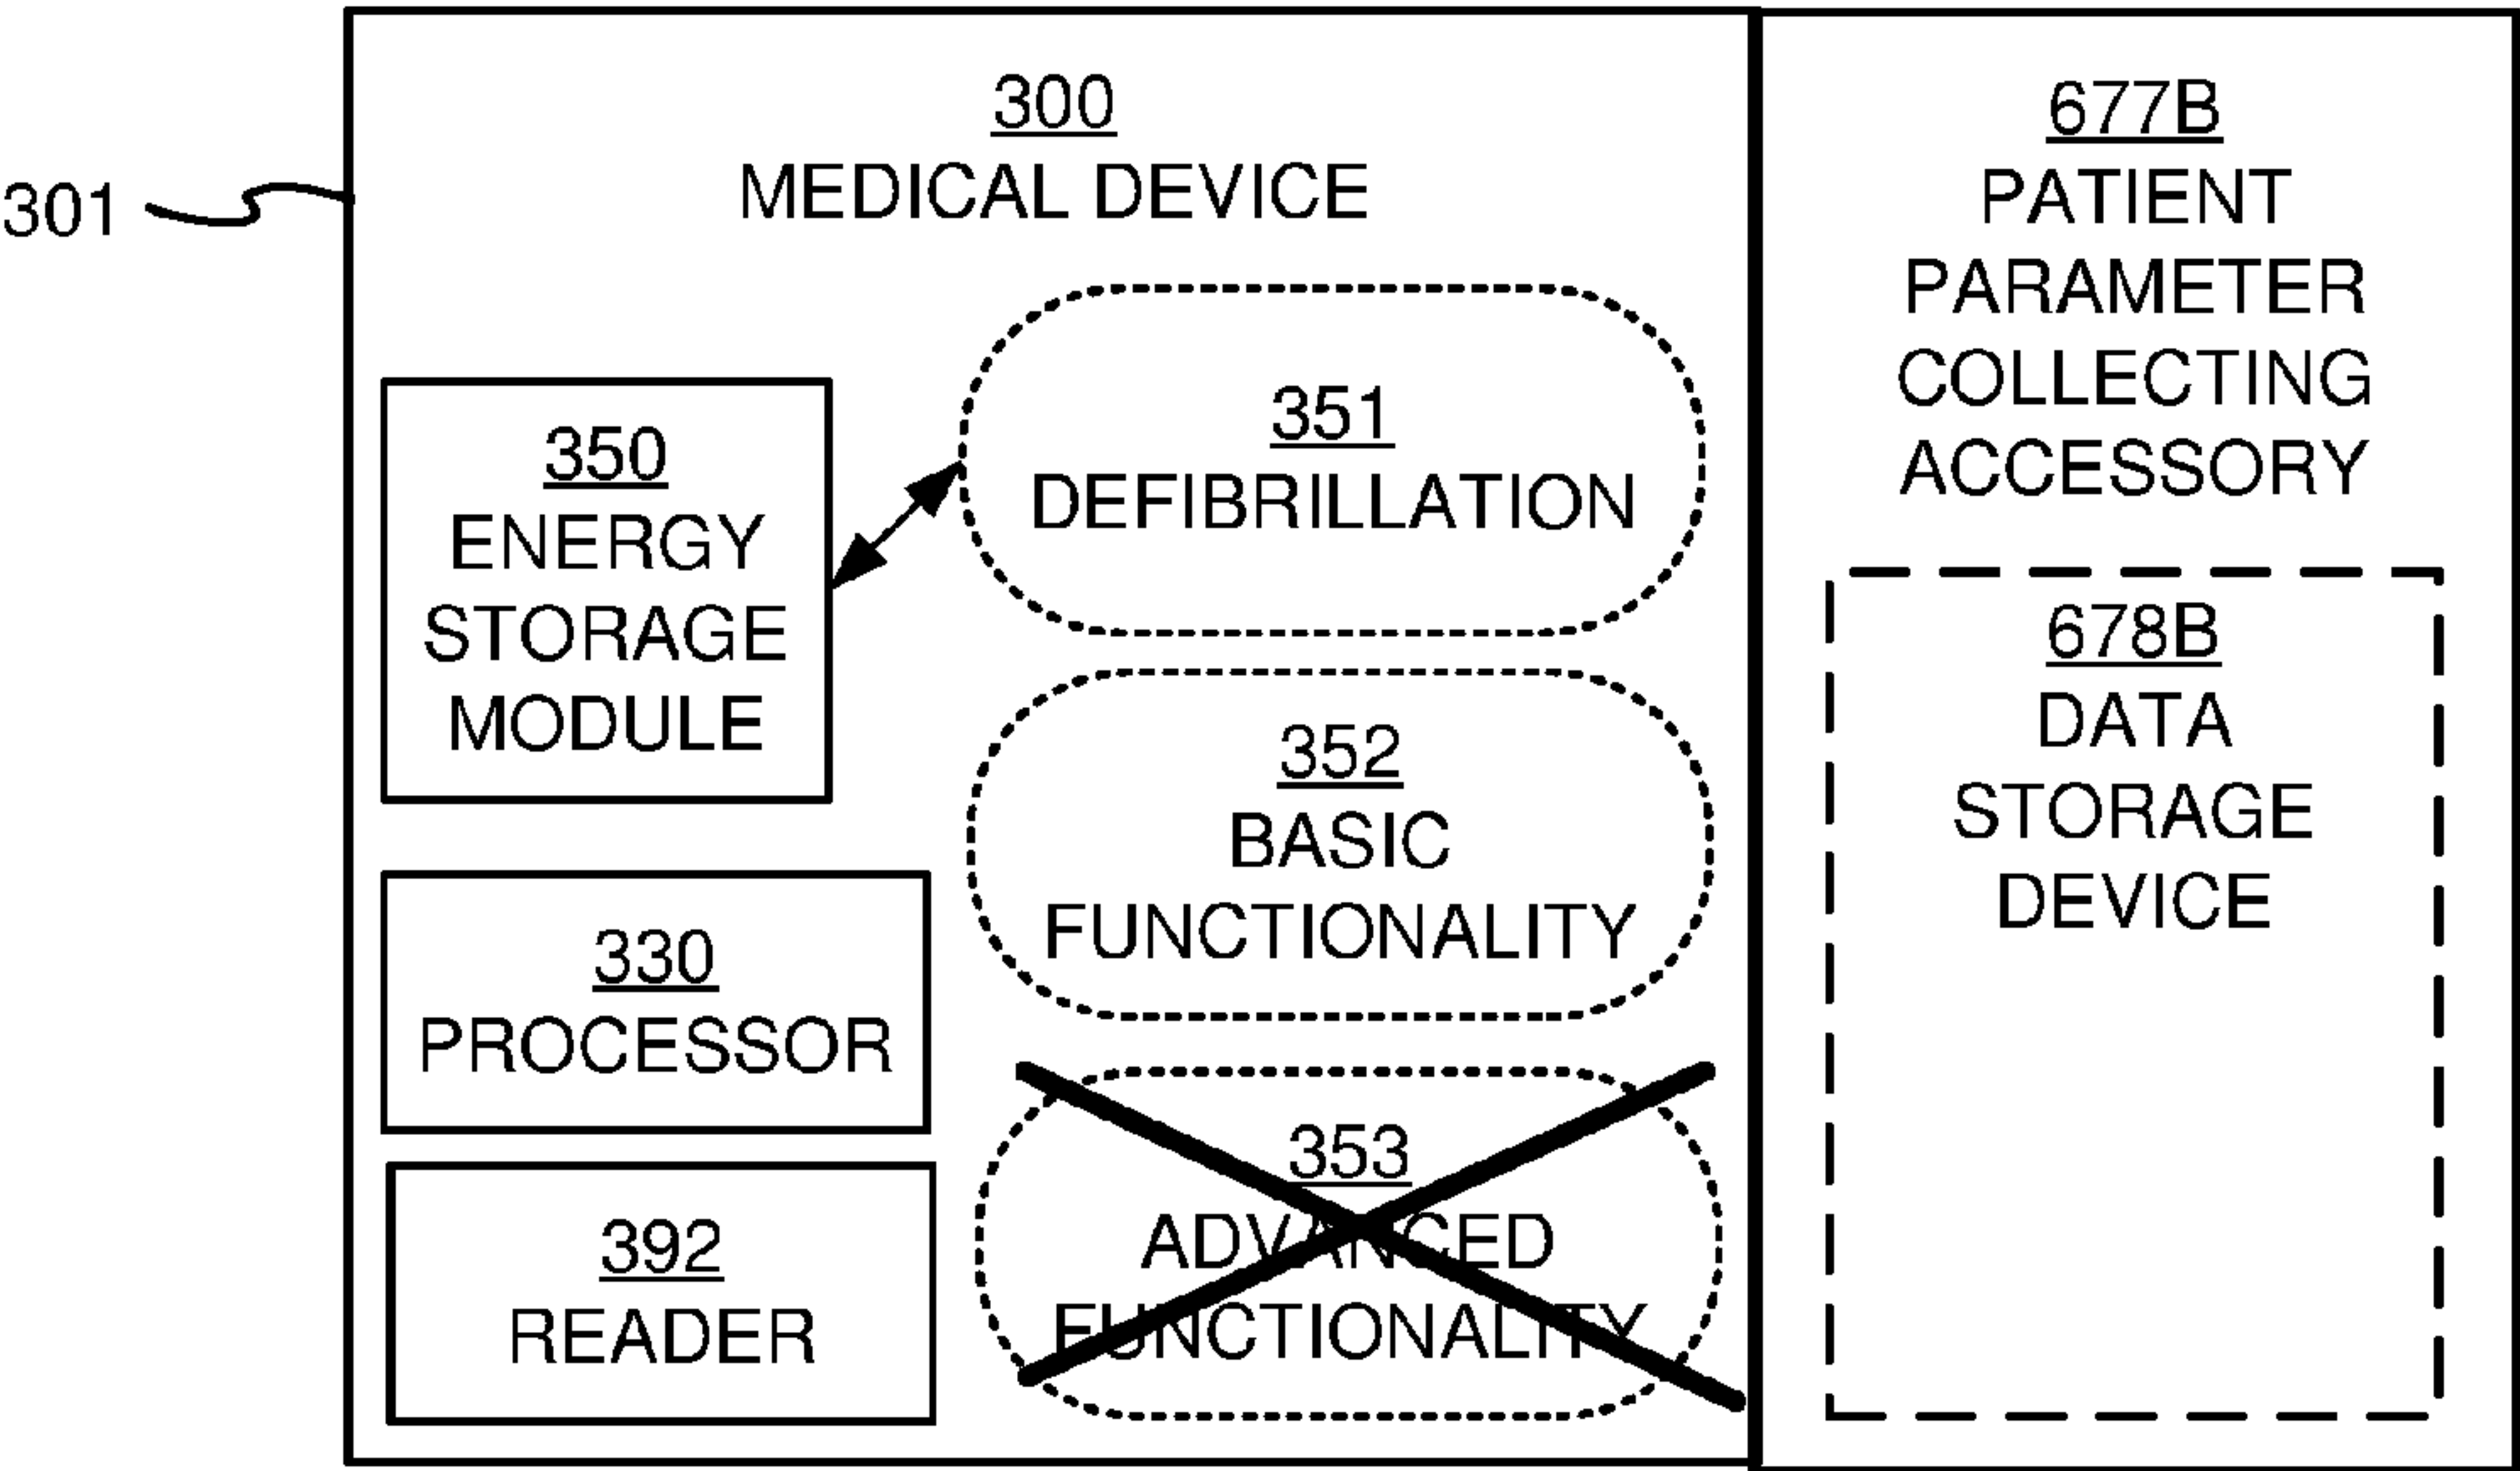 300
MEDICAL DEVICE
301
350
ENERGY
STORAGE
MODULE
351
DEFIBRILLATION
352
BASIC
FUNCTIONALITY
330
PROCESSOR
392
READER
353
ADVANCED
FUNCTIONALITY
677B
PATIENT
PARAMETER
COLLECTING
ACCESSORY
678B
DATA
STORAGE
DEVICE